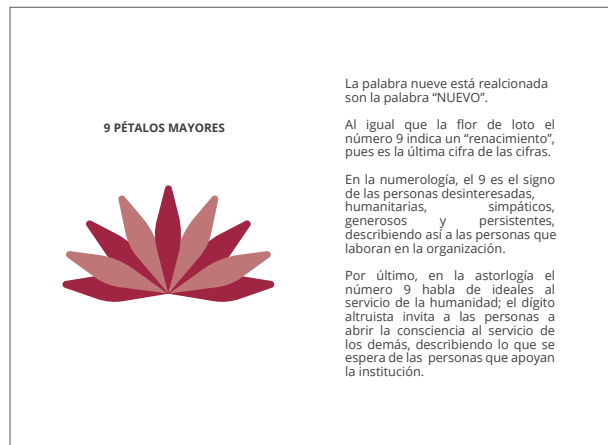 9 PÉTALOS MAYORES
La palabra nueve está realcionada
son la palabra “NUEVO”.
Al igual que la flor de loto el
número 9 indica un “renacimiento”,
pues es la última cifra de las cifras.
En la numerología, el 9 es el signo
de las personas desinteresadas,
humanitarias, simpáticos,
generosos y persistentes,
describiendo así a las personas que
laboran en la organización.
Por último, en la astorlogía el
número 9 habla de ideales al
servicio de la humanidad; el dígito
altruista invita a las personas a
abrir la consciencia al servicio de
los demás, describiendo lo que se
espera de las personas que apoyan
la institución.